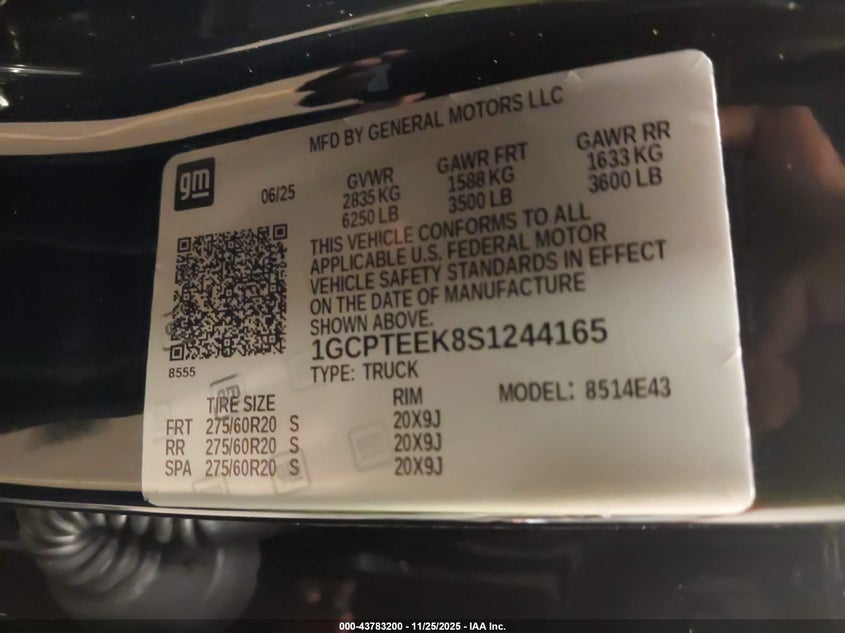 MFD BY GENERAL MOTORS LLC
gm
06/25
GVWR
2835 KG
6250 LB
GAWR FRT
1588 KG
3500 LB
GAWR RR
1633 KG
3600 LB
THIS VEHICLE CONFORMS TO ALL
APPLICABLE U.S. FEDERAL MOTOR
VEHICLE SAFETY STANDARDS IN EFFECT
ON THE DATE OF MANUFACTURE
SHOWN ABOVE.
1GCPTEEK8S1244165
8555
TYPE: TRUCK
MODEL: 8514E43
TIRE SIZE RIM
FRT 275/60R20 S 20X9J
RR 275/60R20 S 20X9J
SPA 275/60R20 S 20X9J
000-43783200 - 11/25/2025 - IAA Inc.